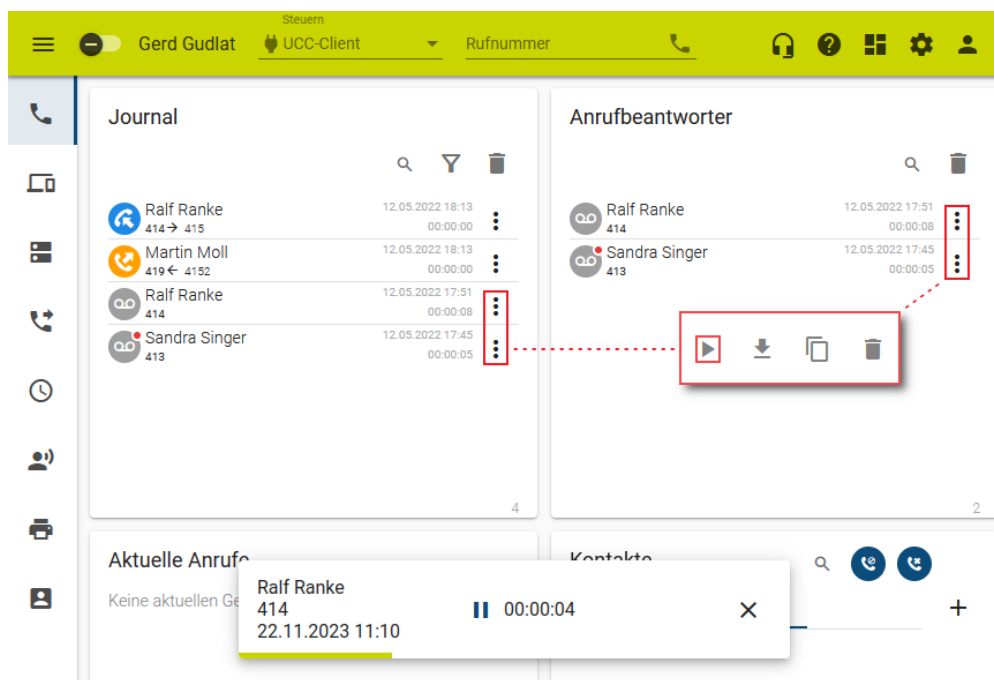 Steuern
Gerd Gudlat
UCC-Client
Rufnummer
Journal
Ralf Ranke
12.05.2022 18:13
414 → 415
00:00:00
Martin Moll
12.05.2022 18:13
419 ← 4152
00:00:00
Ralf Ranke
12.05.2022 17:51
414
00:00:08
Sandra Singer
12.05.2022 17:45
413
00:00:05
4
Anrufbeantworter
Ralf Ranke
12.05.2022 17:51
414
00:00:08
Sandra Singer
12.05.2022 17:45
413
00:00:05
2
Aktuelle Anrufe
Keine aktuellen Ge
Kontakte
Ralf Ranke
414
22.11.2023 11:10
00:00:04